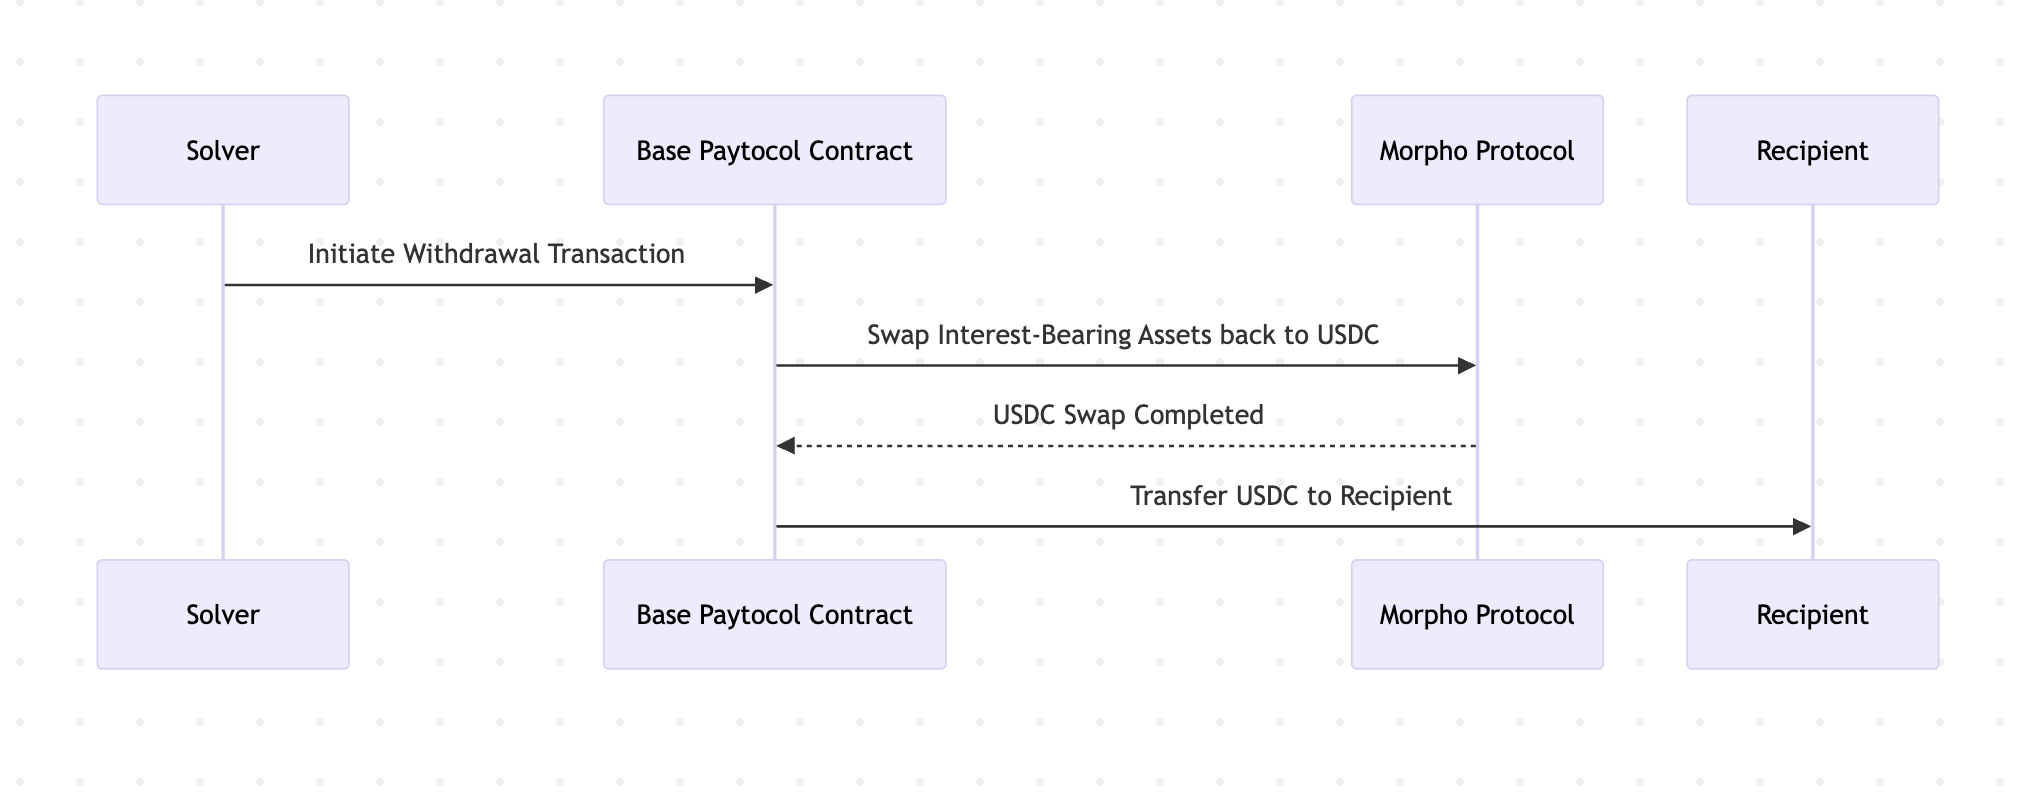 Solver
Base Paytocol Contract
Morpho Protocol
Recipient
Initiate Withdrawal Transaction
Swap Interest-Bearing Assets back to USDC
USDC Swap Completed
Transfer USDC to Recipient
Solver
Base Paytocol Contract
Morpho Protocol
Recipient